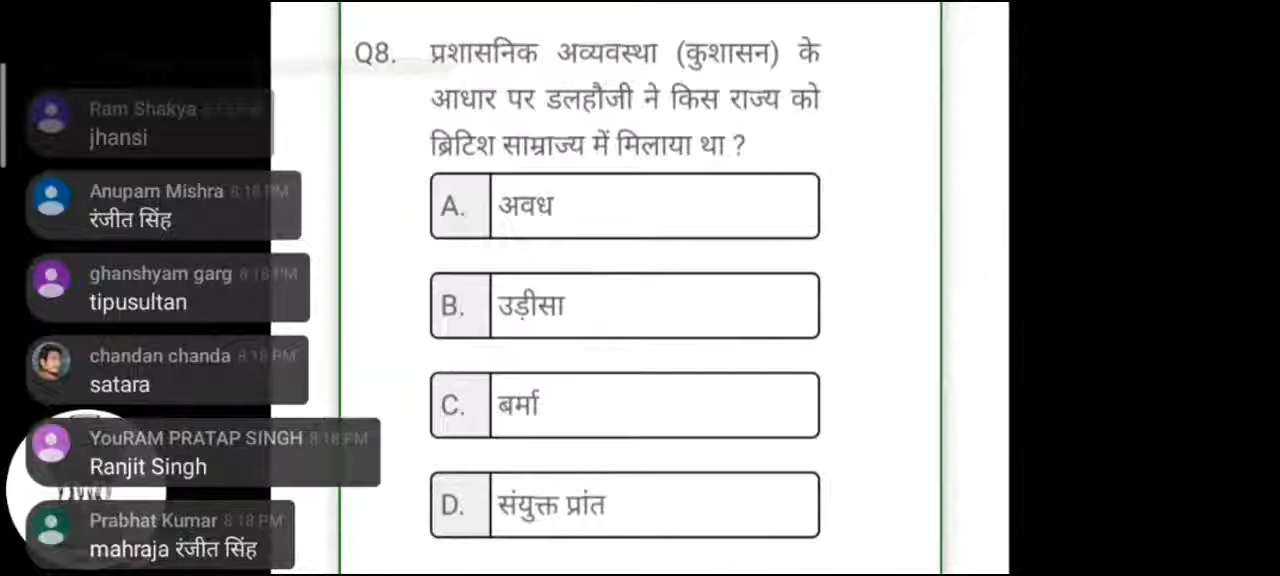 Ram Shakya
jhansi
Anupam Mishra 8:18 PM
रंजीत सिंह
ghanshyam garg 8:18 PM
tipusultan
chandan chanda 8:18 PM
satara
YouRAM PRATAP SINGH 8:18 PM
Ranjit Singh
Prabhat Kumar 8:18 PM
mahraja रंजीत सिंह
Q8. प्रशासनिक अव्यवस्था (कुशासन) के
आधार पर डलहौजी ने किस राज्य को
ब्रिटिश साम्राज्य में मिलाया था ?
A. अवध
B. उड़ीसा
C. बर्मा
D. संयुक्त प्रांत